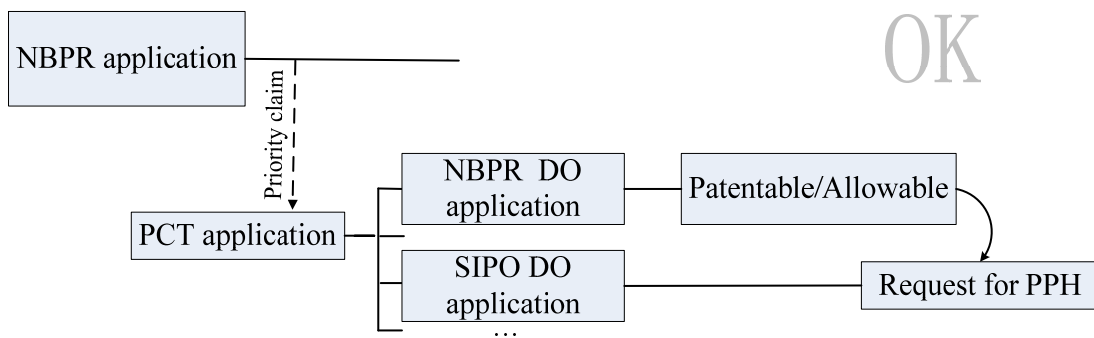 NBPR application
OK
Priority claim
NBPR DO
application
Patentable/Allowable
PCT application
SIPO DO
application
Request for PPH
...